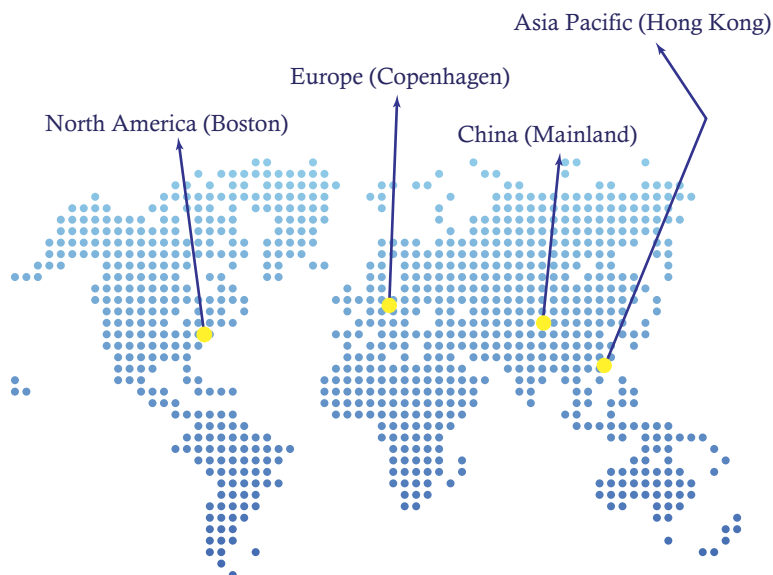 Asia Pacific (Hong Kong)
Europe (Copenhagen)
North America (Boston)
China (Mainland)